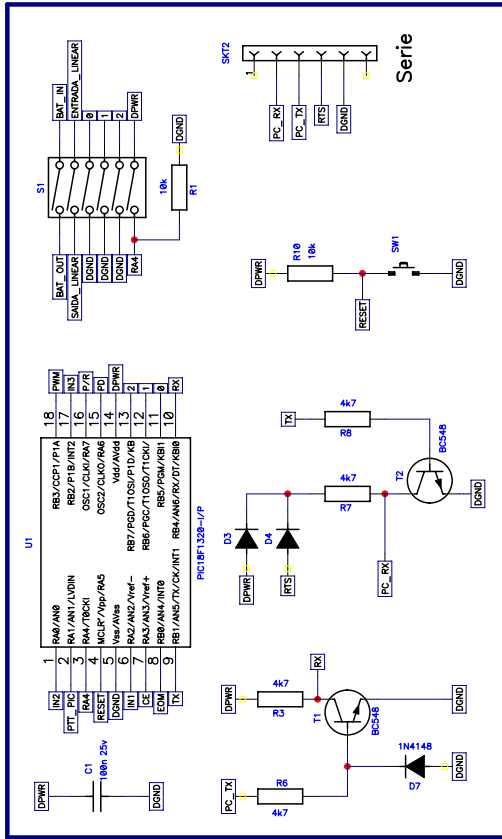 DPWR
C1
100n 25v
DGND
U1
IN2 1 RA0/AN0
PTT_PIC 2 RA1/AN1/LVDIN
RA4 3 RA4/T0CKI
RESET 4 MCLR'/Vpp/RA5
DGND 5 Vss/AVss
IN1 6 RA2/AN2/Vref-
CE 7 RA3/AN3/Vref+
EOM 8 RB0/AN4/INT0
TX 9 RB1/AN5/TX/CK/INT1
RB3/CCP1/P1A 18 PWM
RB2/P1B/INT2 17 IN3
OSC1/CLKI/RA7 16 P/R
OSC2/CLKO/RA6 15 PD
Vdd/AVdd 14 DPWR
RB7/PGD/T1OSI/P1D/KB 13 2
RB6/PGC/T1OSO/T1CKI/ 12 1
RB5/PGM/KBI1 11 0
RB4/AN6/RX/DT/KBI0 10 RX
PIC18F1320-I/P
S1
BAT_OUT
BAT_IN
SAIDA_LINEAR
ENTRADA_LINEAR
DGND
0
DGND
1
DGND
2
RA4
DPWR
10k
R1
DGND
PC_TX
R6
4k7
DPWR
4k7
R3
RX
T1
BC548
1N4148
D7
DGND
DGND
DPWR
D3
RTS
D4
4k7
R7
TX
4k7
R8
PC_RX
T2
BC548
DGND
DPWR
R10
10k
RESET
SW1
DGND
SKT2
1
PC_RX
PC_TX
RTS
DGND
Serie